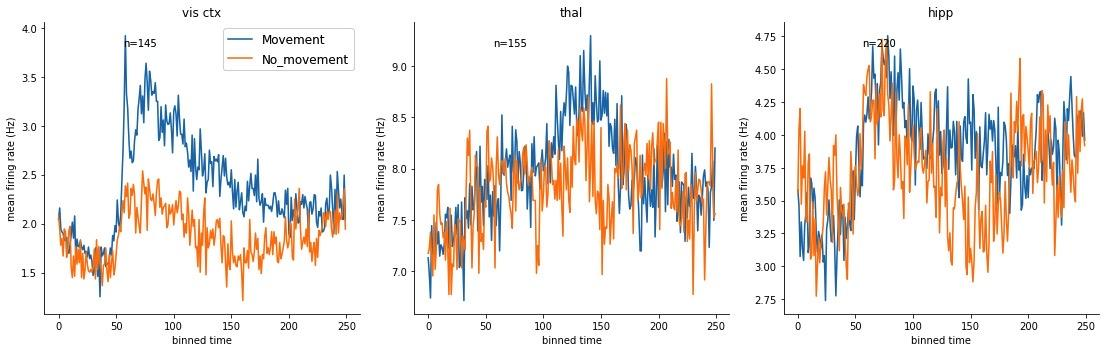 vis ctx
n=145
Movement
No_movement
mean firing rate (Hz)
4.0
3.5
3.0
2.5
2.0
1.5
0
50
100
150
200
250
binned time
thal
n=155
mean firing rate (Hz)
9.0
8.5
8.0
7.5
7.0
0
50
100
150
200
250
binned time
hipp
n=220
mean firing rate (Hz)
4.75
4.50
4.25
4.00
3.75
3.50
3.25
3.00
2.75
0
50
100
150
200
250
binned time